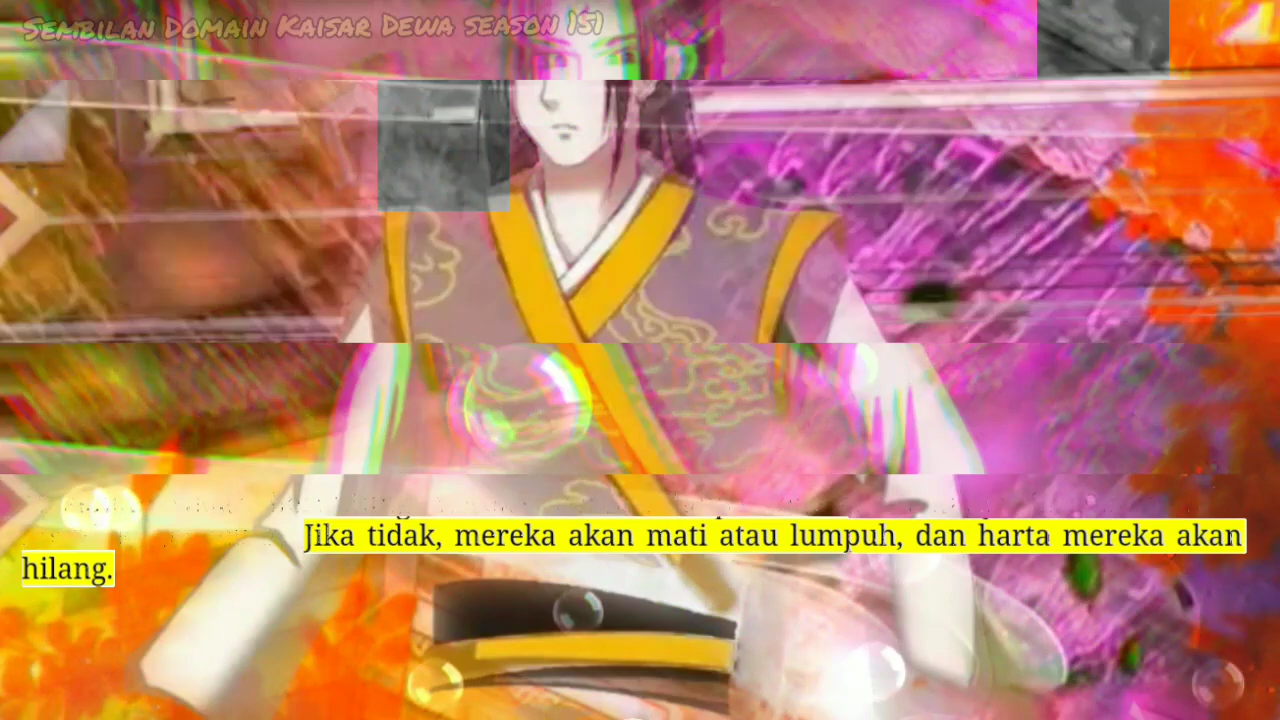 Sembilan Domain Kaisar Dewa season 151
Jika tidak, mereka akan mati atau lumpuh, dan harta mereka akan
hilang.